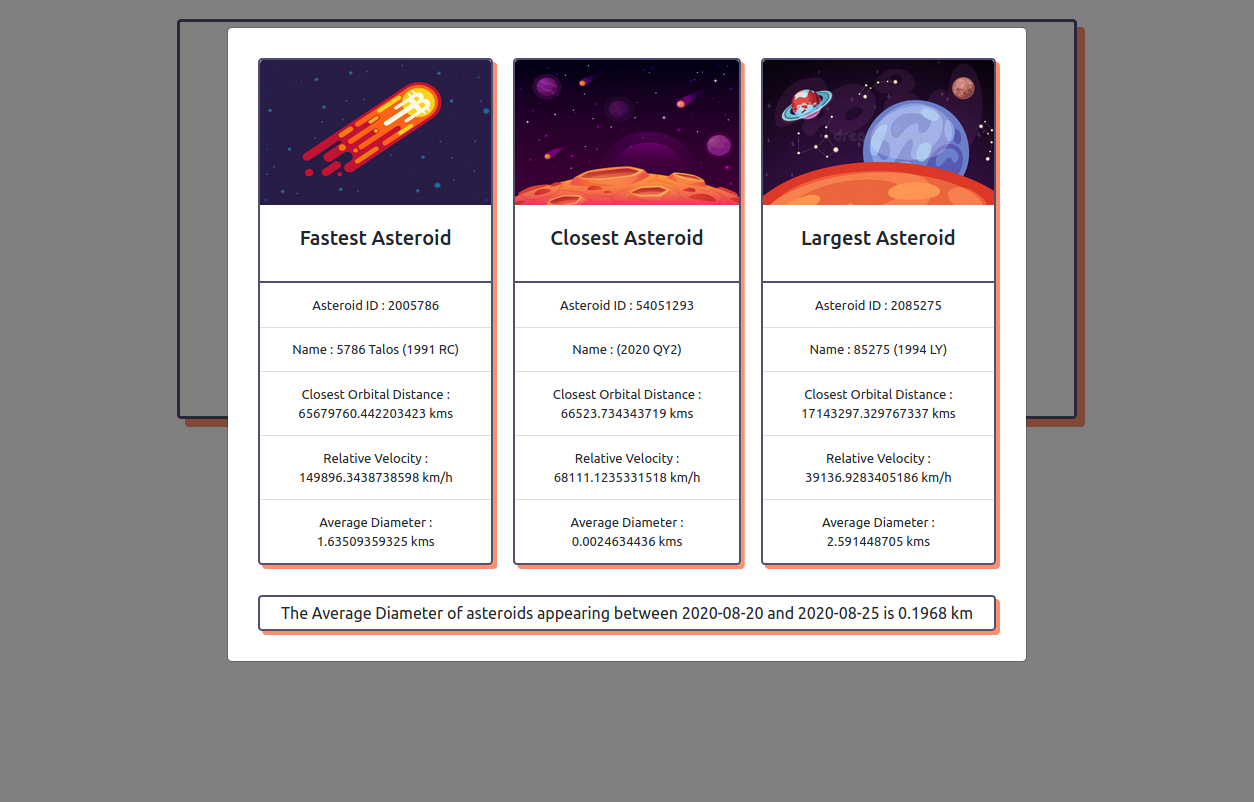 Fastest Asteroid
Asteroid ID : 2005786
Name : 5786 Talos (1991 RC)
Closest Orbital Distance :
65679760.442203423 kms
Relative Velocity :
149896.3438738598 km/h
Average Diameter :
1.63509359325 kms
Closest Asteroid
Asteroid ID : 54051293
Name : (2020 QY2)
Closest Orbital Distance :
66523.734343719 kms
Relative Velocity :
68111.1235331518 km/h
Average Diameter :
0.0024634436 kms
Largest Asteroid
Asteroid ID : 2085275
Name : 85275 (1994 LY)
Closest Orbital Distance :
17143297.329767337 kms
Relative Velocity :
39136.9283405186 km/h
Average Diameter :
2.591448705 kms
The Average Diameter of asteroids appearing between 2020-08-20 and 2020-08-25 is 0.1968 km